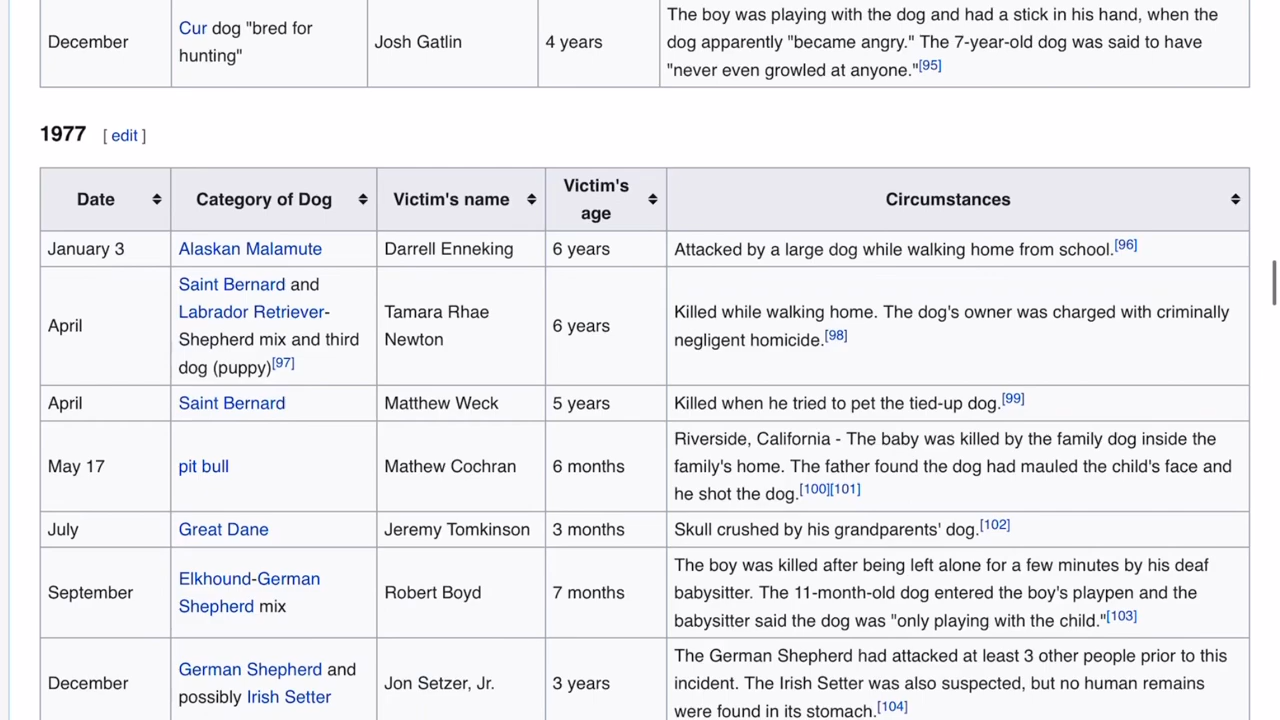 December
Cur dog "bred for
hunting"
Josh Gatlin
4 years
The boy was playing with the dog and had a stick in his hand, when the
dog apparently "became angry." The 7-year-old dog was said to have
"never even growled at anyone."[95]
1977 [ edit ]
Date
Category of Dog
Victim's name
Victim's
age
Circumstances
January 3
Alaskan Malamute
Darrell Enneking
6 years
Attacked by a large dog while walking home from school.[96]
April
Saint Bernard and
Labrador Retriever-
Shepherd mix and third
dog (puppy)[97]
Tamara Rhae
Newton
6 years
Killed while walking home. The dog's owner was charged with criminally
negligent homicide.[98]
April
Saint Bernard
Matthew Weck
5 years
Killed when he tried to pet the tied-up dog.[99]
May 17
pit bull
Mathew Cochran
6 months
Riverside, California - The baby was killed by the family dog inside the
family's home. The father found the dog had mauled the child's face and
he shot the dog.[100][101]
July
Great Dane
Jeremy Tomkinson
3 months
Skull crushed by his grandparents' dog.[102]
September
Elkhound-German
Shepherd mix
Robert Boyd
7 months
The boy was killed after being left alone for a few minutes by his deaf
babysitter. The 11-month-old dog entered the boy's playpen and the
babysitter said the dog was "only playing with the child."[103]
December
German Shepherd and
possibly Irish Setter
Jon Setzer, Jr.
3 years
The German Shepherd had attacked at least 3 other people prior to this
incident. The Irish Setter was also suspected, but no human remains
were found in its stomach.[104]